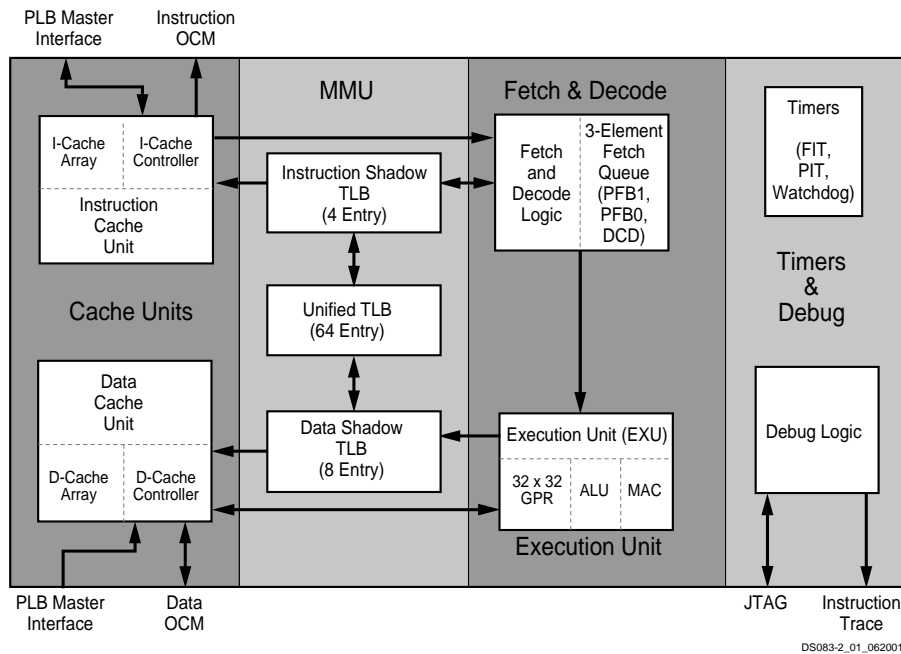 PLB Master
Interface
Instruction
OCM
MMU
Fetch & Decode
I-Cache
Array
I-Cache
Controller
Instruction
Cache
Unit
Instruction Shadow
TLB
(4 Entry)
Fetch
and
Decode
Logic
3-Element
Fetch
Queue
(PFB1,
PFB0,
DCD)
Timers
(FIT,
PIT,
Watchdog)
Cache Units
Unified TLB
(64 Entry)
Timers
&
Debug
Data
Cache
Unit
D-Cache
Array
D-Cache
Controller
Data Shadow
TLB
(8 Entry)
Execution Unit (EXU)
32 x 32
GPR
ALU
MAC
Execution Unit
Debug Logic
PLB Master
Interface
Data
OCM
JTAG
Instruction
Trace
DS083-2_01_062001